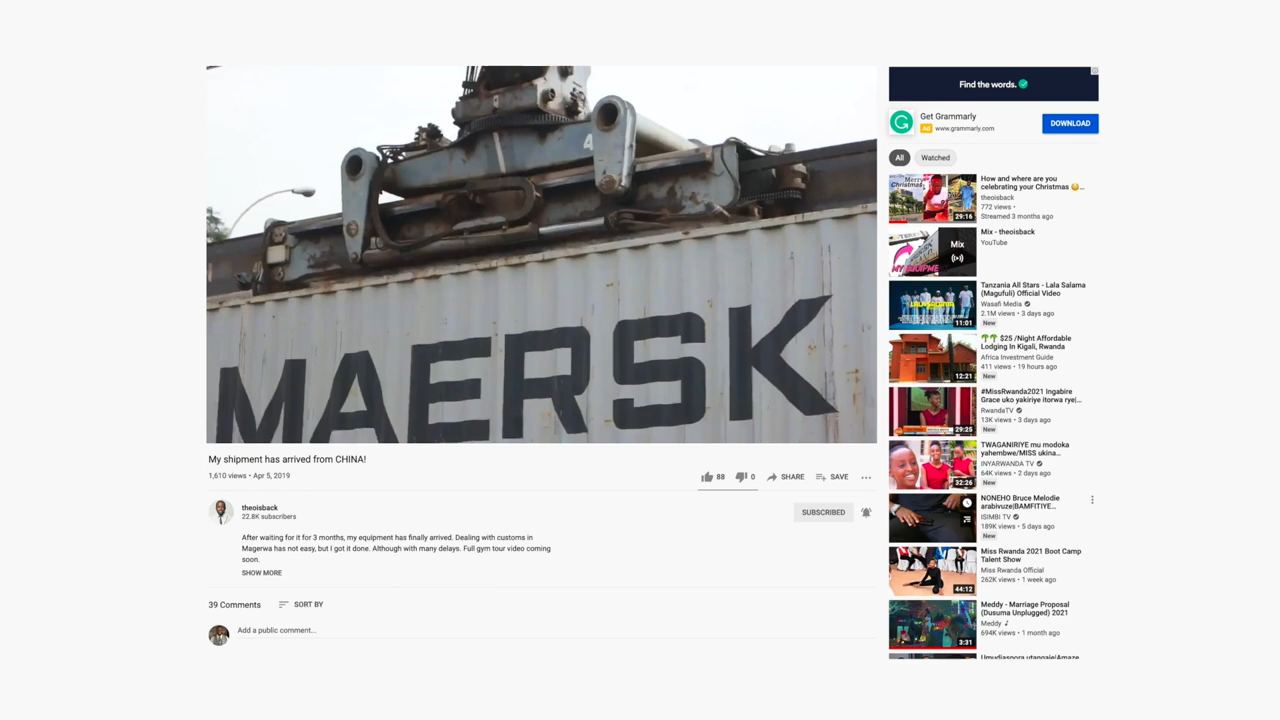 4
MAERSK
My shipment has arrived from CHINA!
1,610 views • Apr 5, 2019
88
0
SHARE
SAVE
theoisback
22.8K subscribers
SUBSCRIBED
After waiting for it for 3 months, my equipment has finally arrived. Dealing with customs in
Magerwa has not easy, but I got it done. Although with many delays. Full gym tour video coming
soon.
SHOW MORE
39 Comments
SORT BY
Add a public comment...
Find the words.
Get Grammarly
Ad www.grammarly.com
DOWNLOAD
All
Watched
Merry
Christmas
29:16
How and where are you
celebrating your Christmas 😳...
theoisback
772 views •
Streamed 3 months ago
Mix
MY EQUIPME
Mix - theoisback
YouTube
LALA SALAMA
11:01
Tanzania All Stars - Lala Salama
(Magufuli) Official Video
Wasafi Media
2.1M views • 3 days ago
New
12:21
🌴🌴 $25 /Night Affordable
Lodging In Kigali, Rwanda
Africa Investment Guide
411 views • 19 hours ago
New
29:25
#MissRwanda2021 Ingabire
Grace uko yakiriye itorwa rye|...
RwandaTV
13K views • 3 days ago
New
32:26
TWAGANIRIYE mu modoka
yahembwe/MISS ukina...
INYARWANDA TV
64K views • 2 days ago
New
NONEHO Bruce Melodie
arabivuze|BAMFITIYE...
ISIMBI TV
189K views • 5 days ago
New
44:12
Miss Rwanda 2021 Boot Camp
Talent Show
Miss Rwanda Official
262K views • 1 week ago
3:31
Meddy - Marriage Proposal
(Dusuma Unplugged) 2021
Meddy
694K views • 1 month ago